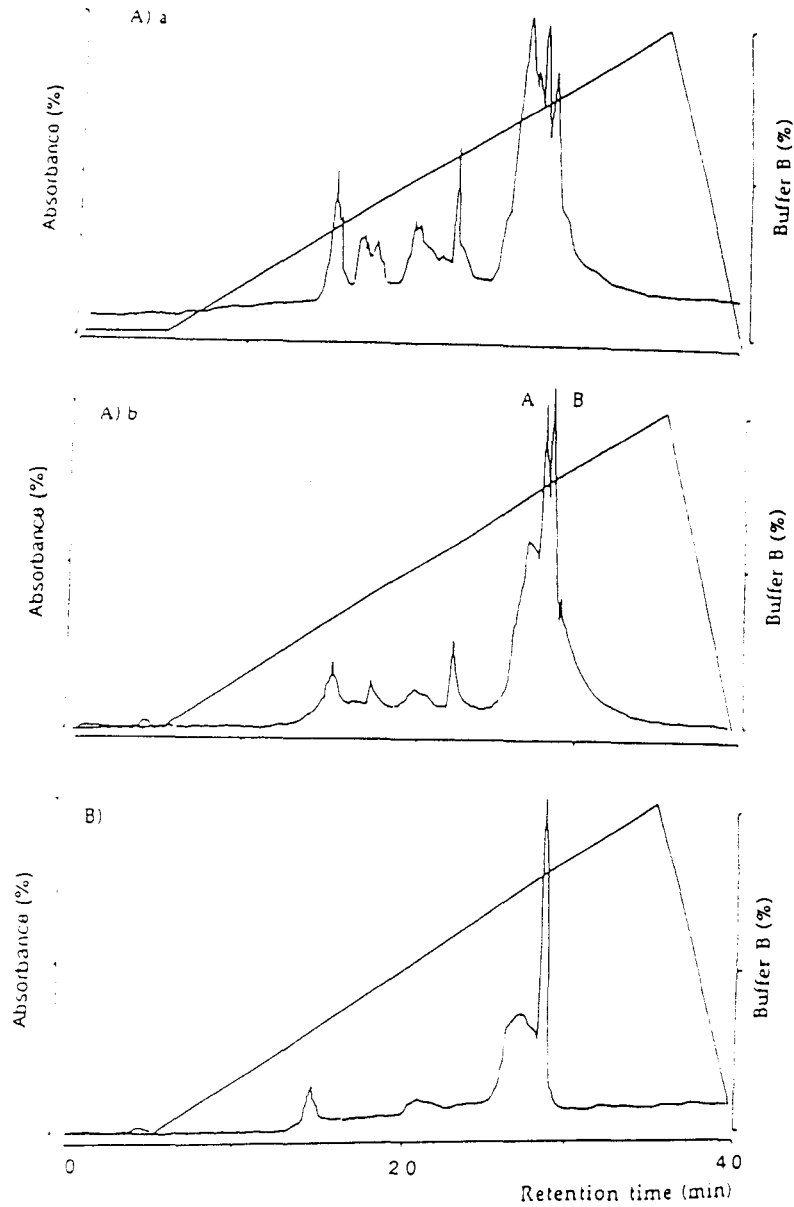 A) a
Absorbance (%)
Buffer B (%)
A) b
A B
Absorbance (%)
Buffer B (%)
B)
Absorbance (%)
Buffer B (%)
0 20 40
Retention time (min)